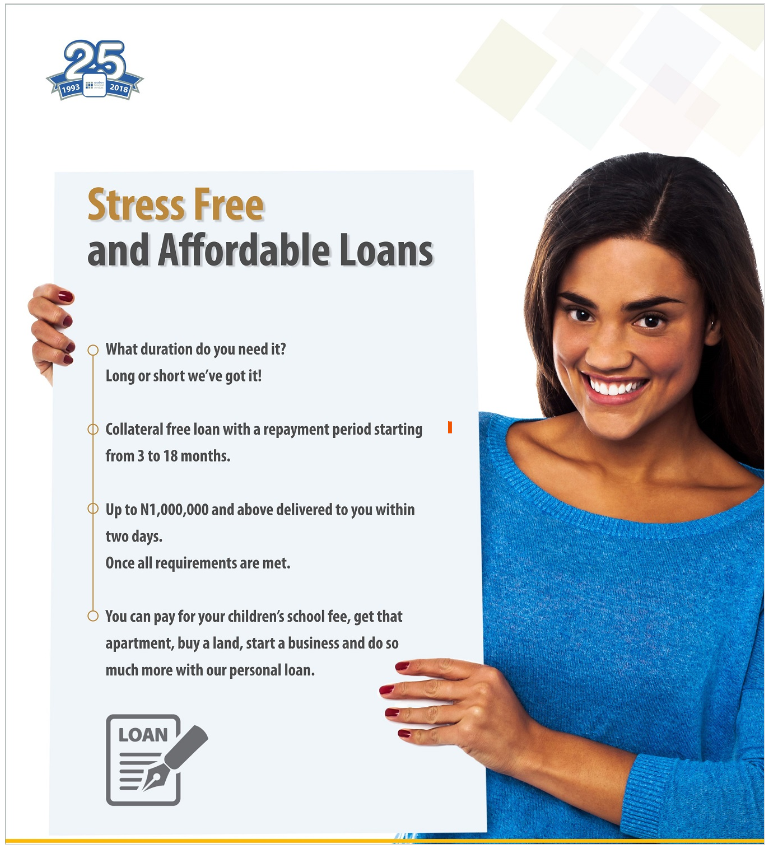 25
1993
2018
Stress Free
and Affordable Loans
What duration do you need it?
Long or short we've got it!
Collateral free loan with a repayment period starting
from 3 to 18 months.
Up to N1,000,000 and above delivered to you within
two days.
Once all requirements are met.
You can pay for your children's school fee, get that
apartment, buy a land, start a business and do so
much more with our personal loan.
LOAN